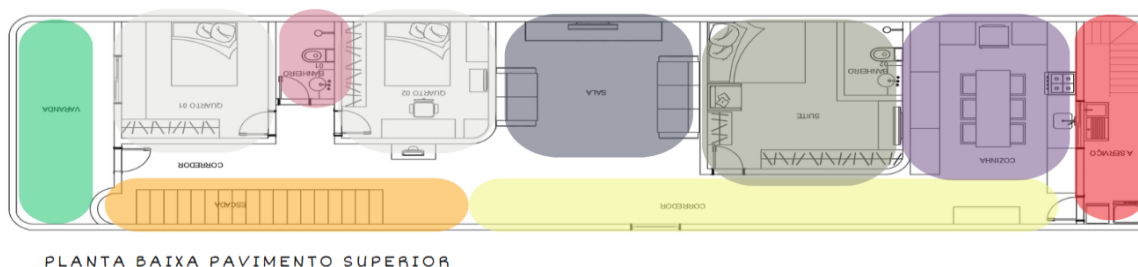 BANHEIRO
01
QUARTO 01
QUARTO 02
SALA
BANHEIRO
02
SUITE
COZINHA
A.SERVIÇO
VARANDA
CORREDOR
ESCADA
CORREDOR
PLANTA BAIXA PAVIMENTO SUPERIOR